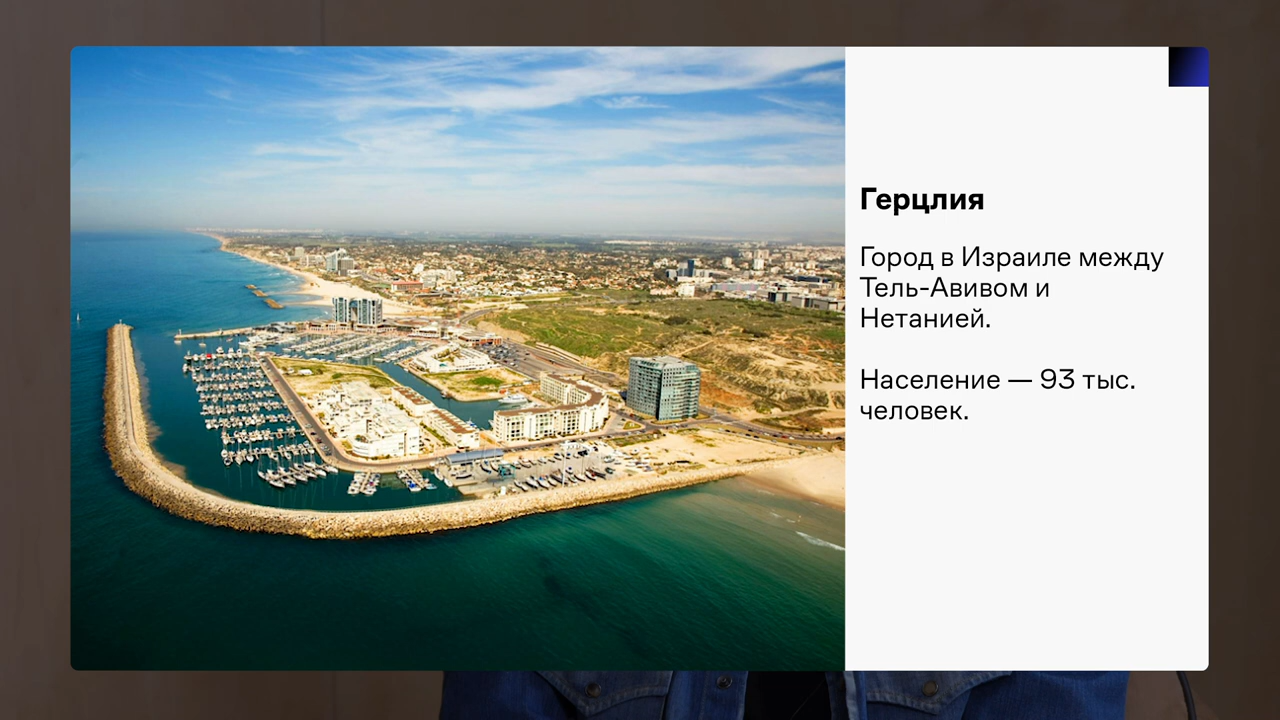 Герцлия
Город в Израиле между
Тель-Авивом и
Нетанией.
Население — 93 тыс.
человек.